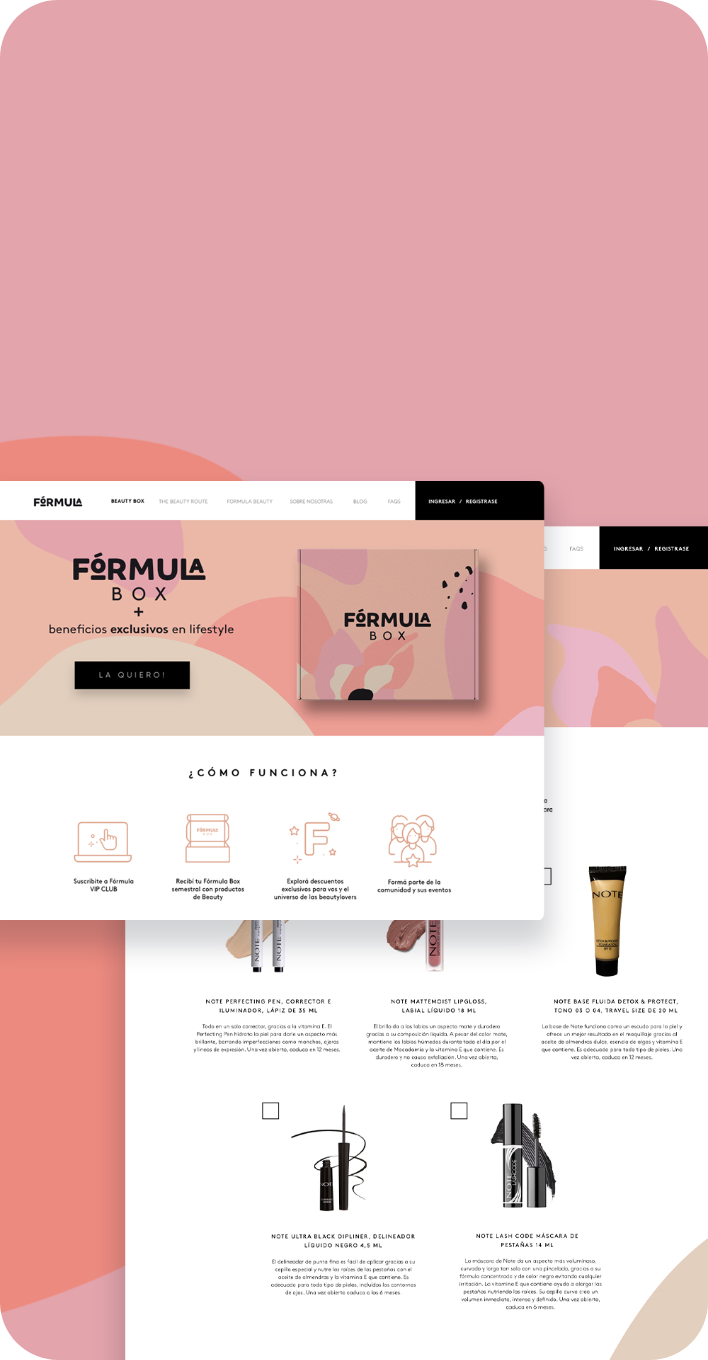 FÓRMULA
BEAUTY BOX
THE BEAUTY ROUTE
FORMULA BEAUTY
SOBRE NOSOTRAS
BLOG
FAQS
INGRESAR / REGISTRASE
FÓRMULA
BOX
+
beneficios exclusivos en lifestyle
LA QUIERO!
FÓRMULA
BOX
FAQS
INGRESAR / REGISTRASE
¿CÓMO FUNCIONA?
FÓRMULA
BOX
F
Suscribite a Fórmula
VIP CLUB
Recibí tu Fórmula Box
semestral con productos
de Beauty
Explorá descuentos
exclusivos para vos y el
universo de las beautylovers
Formá parte de la
comunidad y sus eventos
NOTE
NOTE
NOTE
NOTE
NOTE PERFECTING PEN, CORRECTOR E
ILUMINADOR, LÁPIZ DE 35 ML
Todo en un solo corrector, gracias a la vitamina E. El
Perfecting Pen hidrata la piel para darle un aspecto más
brillante, borrando imperfecciones como manchas, ojeras
y líneas de expresión. Una vez abierto, caduca en 12 meses.
NOTE MATTEMOIST LIPGLOSS,
LABIAL LÍQUIDO 18 ML
El brillo da a los labios un aspecto mate y duradero
gracias a su composición líquida. A pesar del color mate,
mantiene los labios húmedos durante todo el día por el
aceite de Macadamia y la vitamina E que contiene. Es
duradero y no causa exfoliación. Una vez abierto,
caduca en 18 meses.
NOTE BASE FLUIDA DETOX & PROTECT,
TONO 03 O 04, TRAVEL SIZE DE 20 ML
La base de Note funciona como un escudo para la piel y
ofrece un mejor resultado en el maquillaje gracias al
aceite de almendras dulce, esencia de algas y vitamina E
que contiene. Es adecuada para todo tipo de pieles. Una
vez abierto, caduca en 12 meses.
NOTE
NOTE ULTRA BLACK DIPLINER, DELINEADOR
LÍQUIDO NEGRO 4,5 ML
El delineador de punta fina es fácil de aplicar gracias a su
cepillo especial y nutre las raíces de las pestañas con el
aceite de almendras y la vitamina E que contiene. Es
adecuado para todo tipo de pieles, incluidos los contornos
de ojos. Una vez abierto caduca a los 6 meses.
NOTE LASH CODE MÁSCARA DE
PESTAÑAS 14 ML
La máscara de Note da un aspecto más voluminoso,
curvado y largo tan solo con una pincelada, gracias a su
fórmula concentrada y de color negro evitando cualquier
irritación. La vitamina E que contiene ayuda a alargar las
pestañas nutriendo las raíces. Su cepillo curvo crea un
volumen inmediato, intenso y definido. Una vez abierto,
caduca en 6 meses.